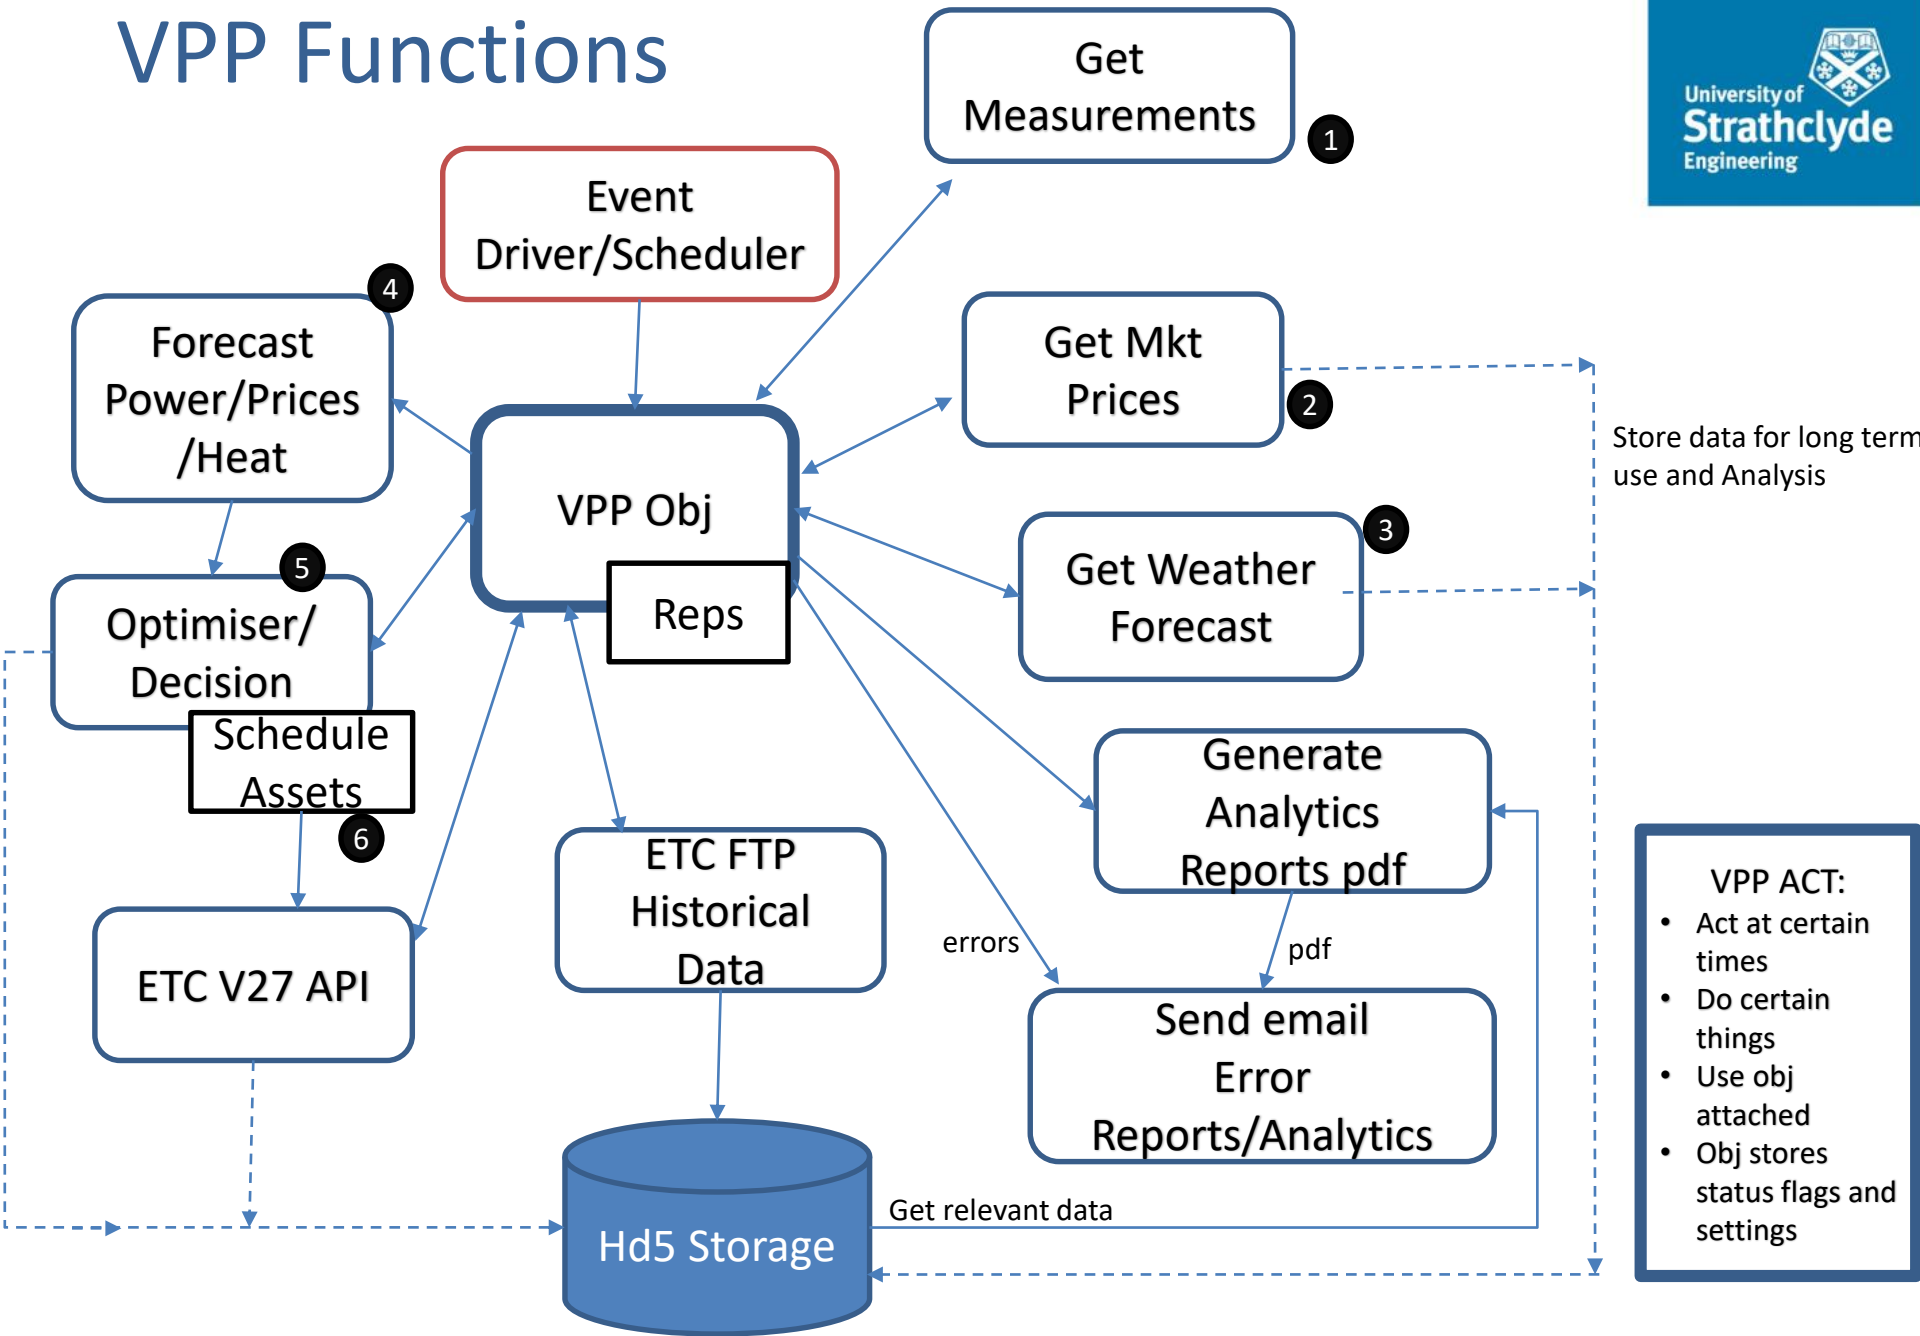 VPP Functions
Get
Measurements
1
University of
Strathclyde
Engineering
Event
Driver/Scheduler
4
Forecast
Power/Prices
/Heat
Get Mkt
Prices
2
Store data for long term
use and Analysis
VPP Obj
Reps
3
Get Weather
Forecast
5
Optimiser/
Decision
Schedule
Assets
6
Generate
Analytics
Reports pdf
ETC FTP
Historical
Data
errors
pdf
ETC V27 API
Send email
Error
Reports/Analytics
VPP ACT:
• Act at certain
times
• Do certain
things
• Use obj
attached
• Obj stores
status flags and
settings
Get relevant data
Hd5 Storage